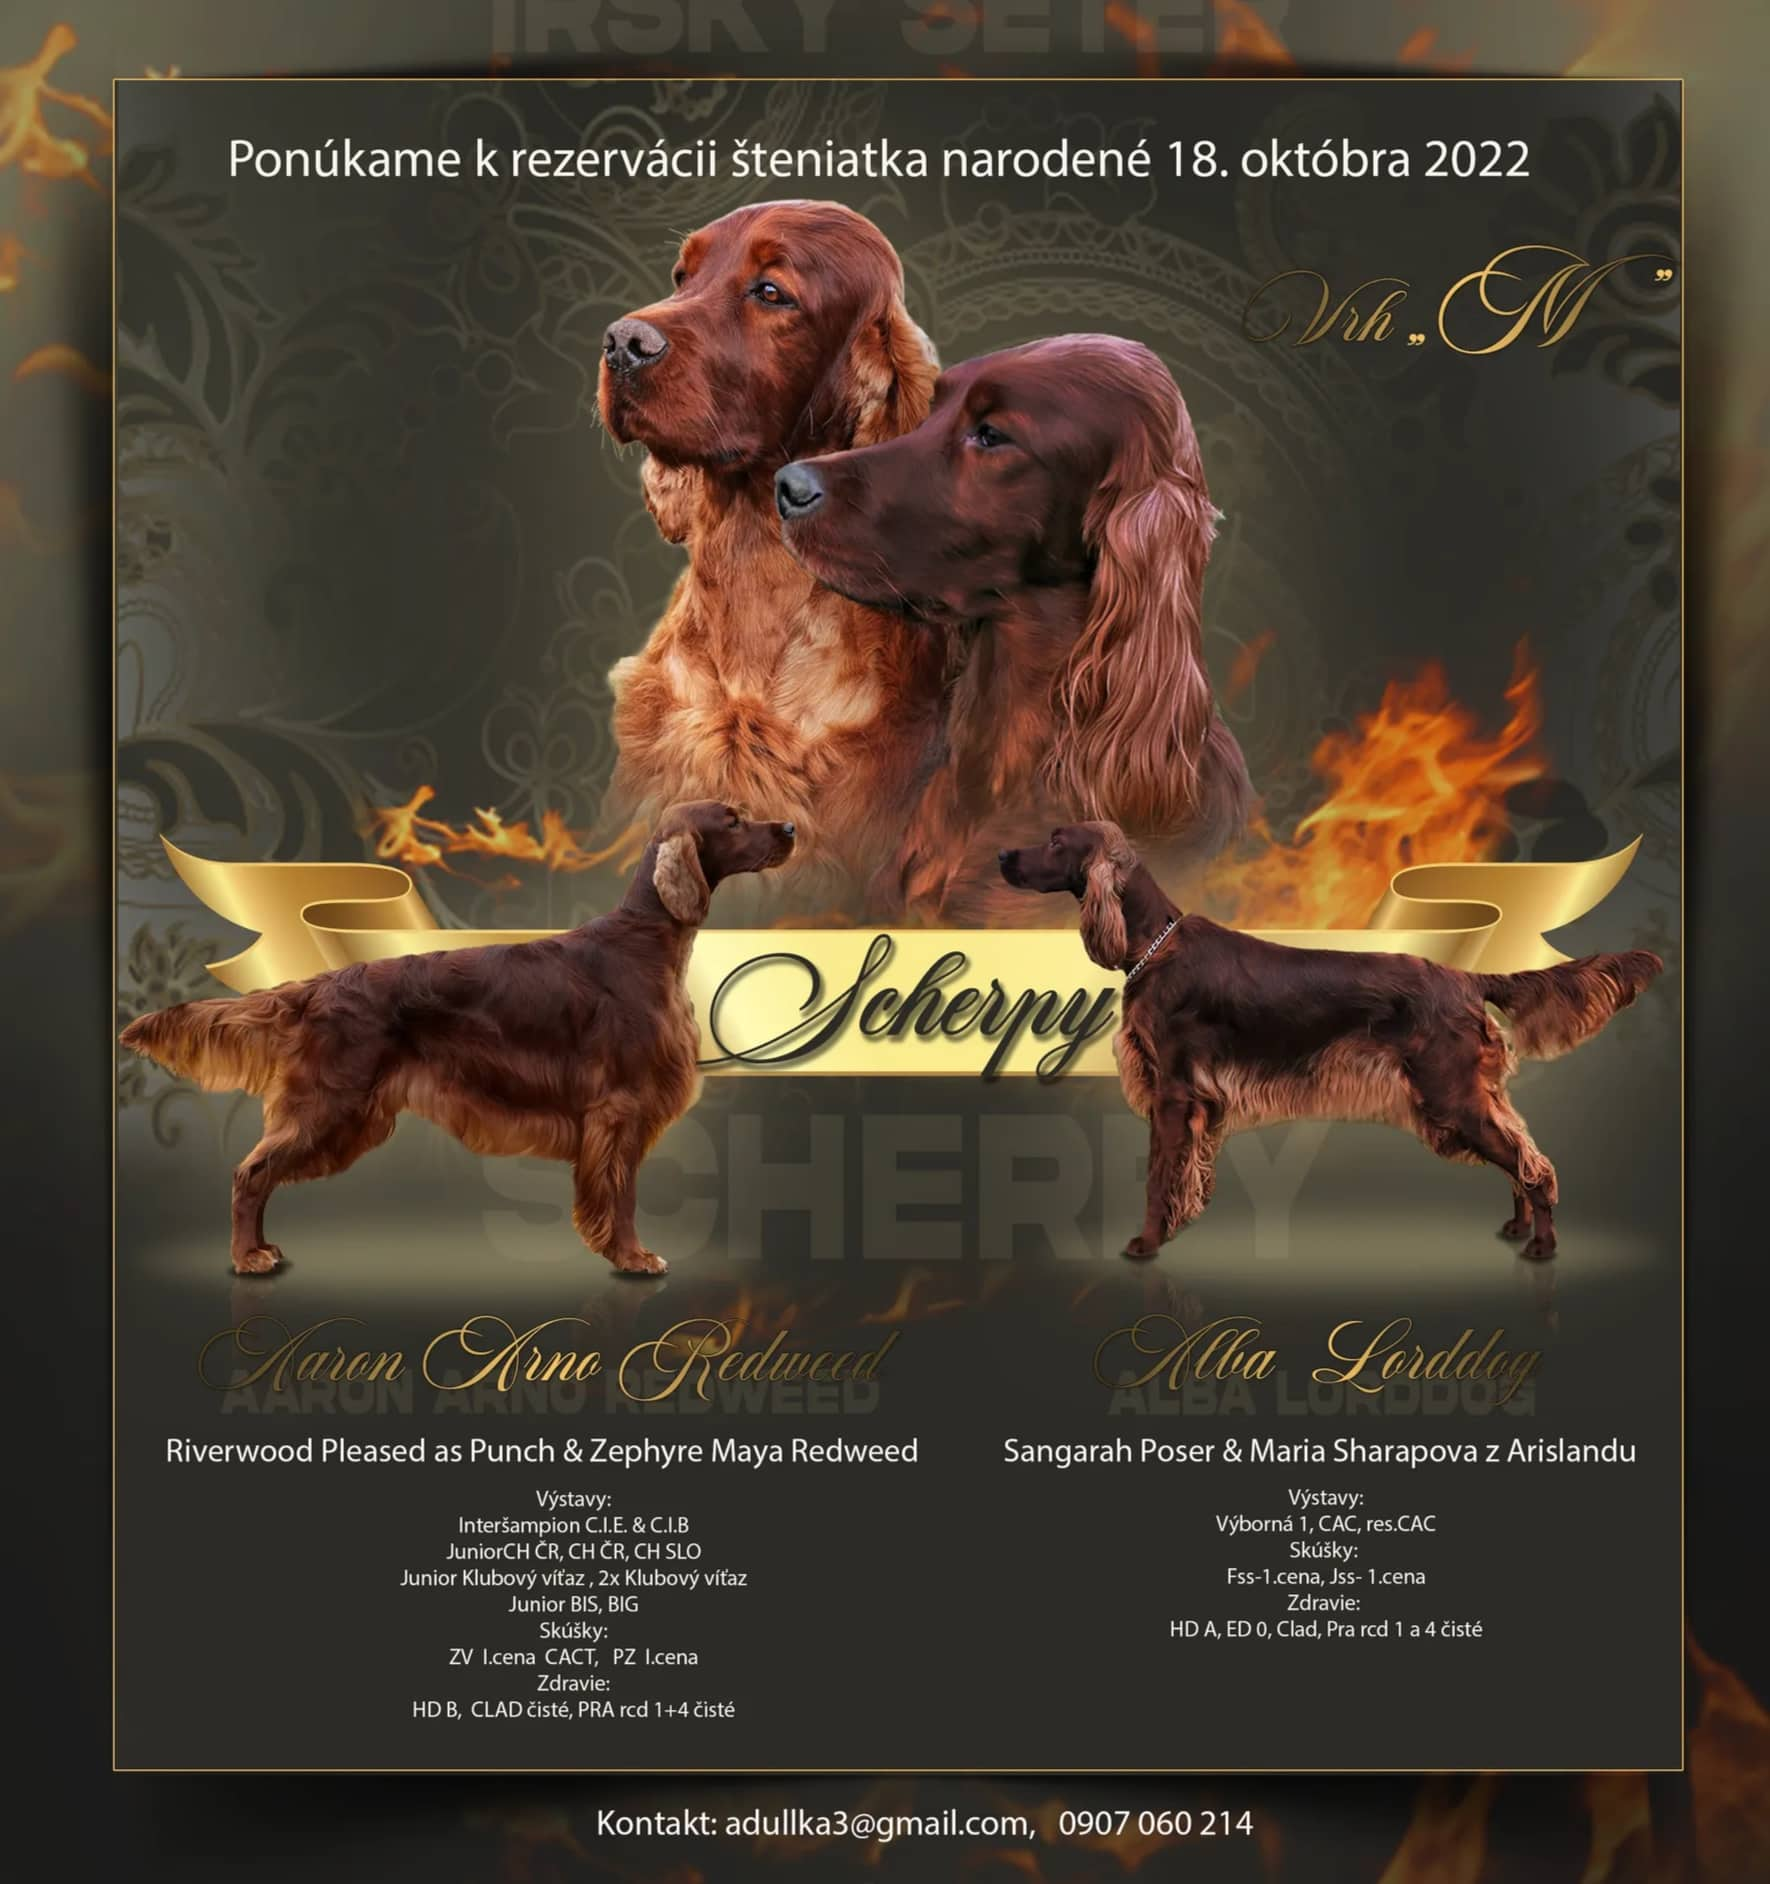 ÍRSKY SETER
Ponúkame k rezervácii šteniatka narodené 18. októbra 2022
Vrh „M”
Scherpy
SCHERPY
Aaron Arno Redweed
AARON ARNO REDWEED
Riverwood Pleased as Punch & Zephyre Maya Redweed
Výstavy:
Interšampion C.I.E. & C.I.B
JuniorCH ČR, CH ČR, CH SLO
Junior Klubový víťaz , 2x Klubový víťaz
Junior BIS, BIG
Skúšky:
ZV I.cena CACT, PZ I.cena
Zdravie:
HD B, CLAD čisté, PRA rcd 1+4 čisté
Alba Lorddog
ALBA LORDDOG
Sangarah Poser & Maria Sharapova z Arislandu
Výstavy:
Výborná 1, CAC, res.CAC
Skúšky:
Fss-1.cena, Jss- 1.cena
Zdravie:
HD A, ED 0, Clad, Pra rcd 1 a 4 čisté
Kontakt: adullka3@gmail.com, 0907 060 214